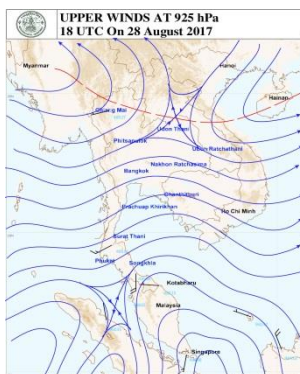 UPPER WINDS AT 925 hPa
18 UTC On 28 August 2017
Myanmar
Hanoi
Hainan
Chiang Mai
Udon Thani
Phitsanulok
Ubon Ratchathani
Nakhon Ratchasima
Bangkok
Chanthaburi
Prachuap Khirikhan
Ho Chi Minh
Surat Thani
Phuket
Songkhla
Kotabharu
Malaysia
Singapore